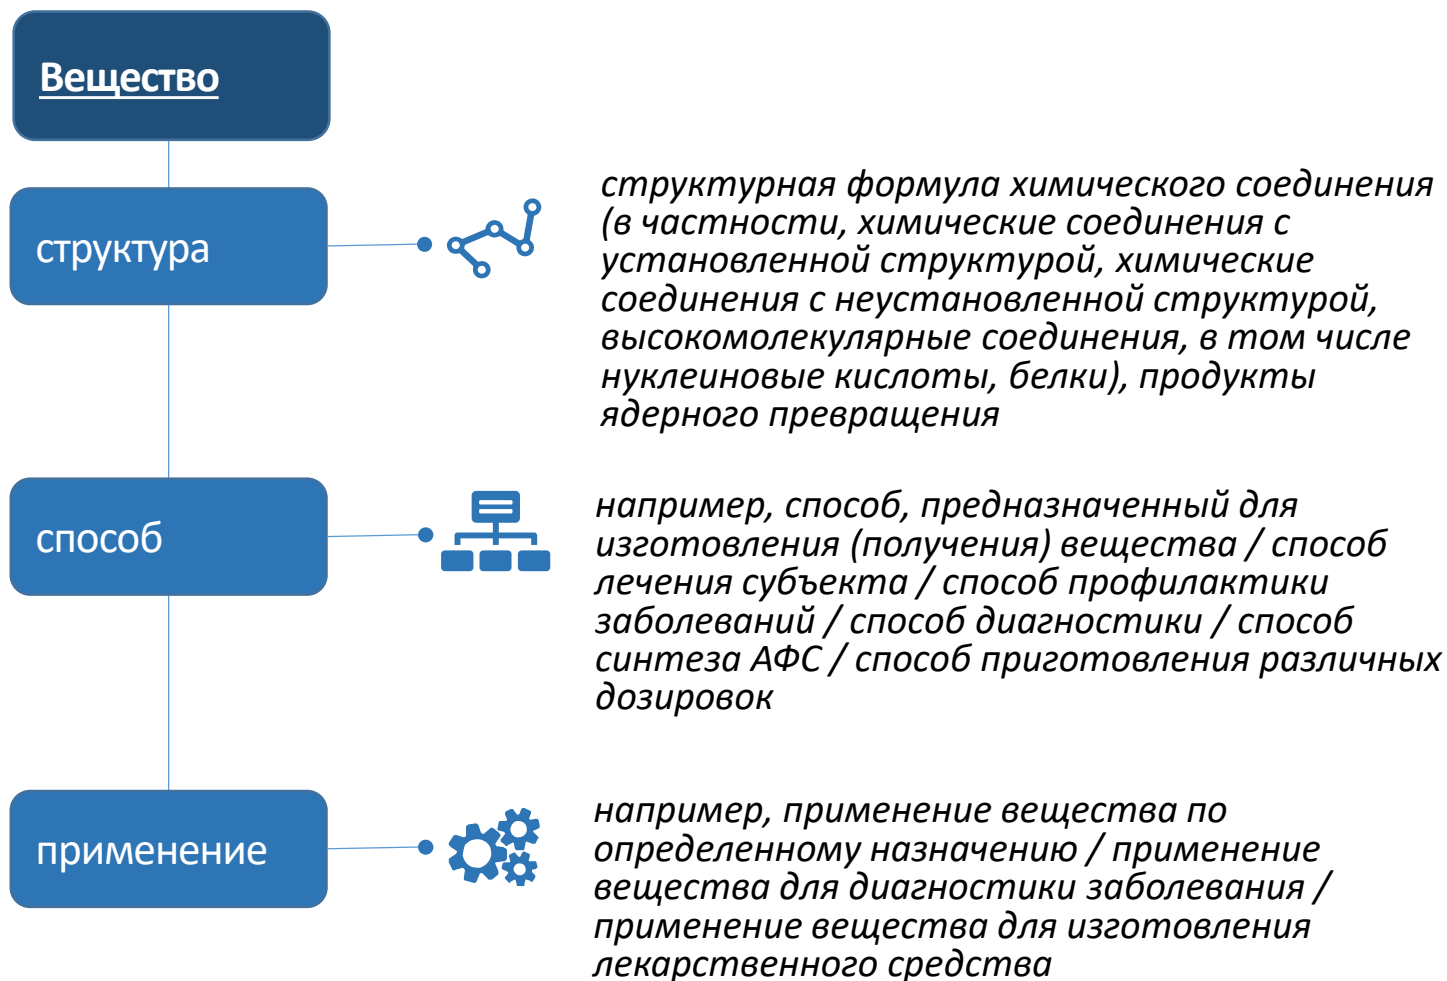 Вещество
структура
структурная формула химического соединения
(в частности, химические соединения с
установленной структурой, химические
соединения с неустановленной структурой,
высокомолекулярные соединения, в том числе
нуклеиновые кислоты, белки), продукты
ядерного превращения
способ
например, способ, предназначенный для
изготовления (получения) вещества / способ
лечения субъекта / способ профилактики
заболеваний / способ диагностики / способ
синтеза АФС / способ приготовления различных
дозировок
применение
например, применение вещества по
определенному назначению / применение
вещества для диагностики заболевания /
применение вещества для изготовления
лекарственного средства